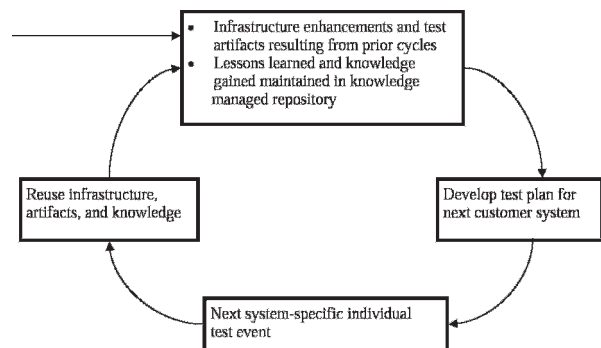 • Infrastructure enhancements and test
artifacts resulting from prior cycles
• Lessons learned and knowledge
gained maintained in knowledge
managed repository
Reuse infrastructure,
artifacts, and knowledge
Develop test plan for
next customer system
Next system-specific individual
test event